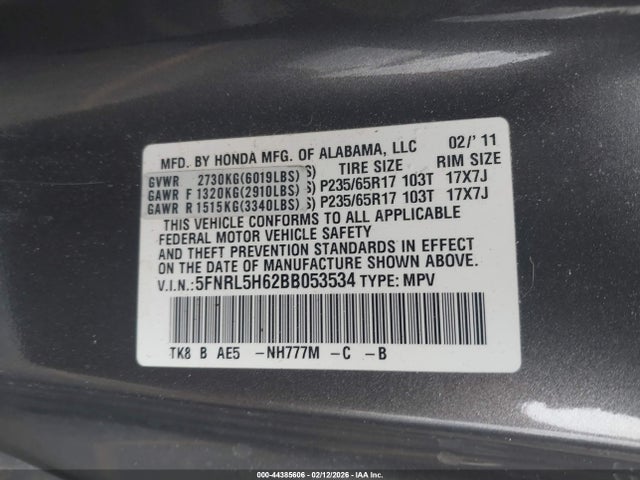 MFD. BY HONDA MFG. OF ALABAMA, LLC 02/'11
S) TIRE SIZE RIM SIZE
GVWR 2730KG(6019LBS)
GAWR F 1320KG(2910LBS) S) P235/65R17 103T 17X7J
GAWR R 1515KG(3340LBS) S) P235/65R17 103T 17X7J
THIS VEHICLE CONFORMS TO ALL APPLICABLE
FEDERAL MOTOR VEHICLE SAFETY
AND THEFT PREVENTION STANDARDS IN EFFECT
ON THE DATE OF MANUFACTURE SHOWN ABOVE.
V.I.N.:5FNRL5H62BB053534 TYPE: MPV
TK8 B AE5 -NH777M -C -B
000 - 44385606 - 02/12/2026 - IAA Inc.